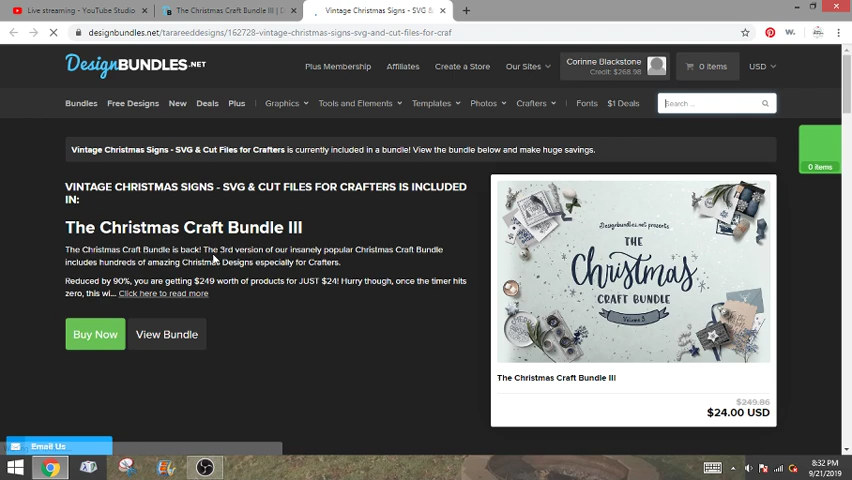 Live streaming - YouTube Studio
The Christmas Craft Bundle III | D
Vintage Christmas Signs - SVG &
designbundles.net/tarareeddesigns/162728-vintage-christmas-signs-svg-and-cut-files-for-craf
DesignBUNDLES.NET
Plus Membership
Affiliates
Create a Store
Our Sites
Corinne Blackstone
Credit: $268.98
0 Items
USD
Bundles
Free Designs
New
Deals
Plus
Graphics
Tools and Elements
Templates
Photos
Crafters
Fonts
$1 Deals
Search ...
Vintage Christmas Signs - SVG & Cut Files for Crafters is currently included in a bundle! View the bundle below and make huge savings.
0 items
VINTAGE CHRISTMAS SIGNS - SVG & CUT FILES FOR CRAFTERS IS INCLUDED
IN:
The Christmas Craft Bundle III
The Christmas Craft Bundle is back! The 3rd version of our insanely popular Christmas Craft Bundle
includes hundreds of amazing Christmas Designs especially for Crafters.
Reduced by 90%, you are getting $249 worth of products for JUST $24! Hurry though, once the timer hits
zero, this wi... Click here to read more
Buy Now
View Bundle
Designbundles.net presents
THE
Christmas
CRAFT BUNDLE
Volume 3
The Christmas Craft Bundle III
$249.86
$24.00 USD
Email Us
8:32 PM
9/21/2019